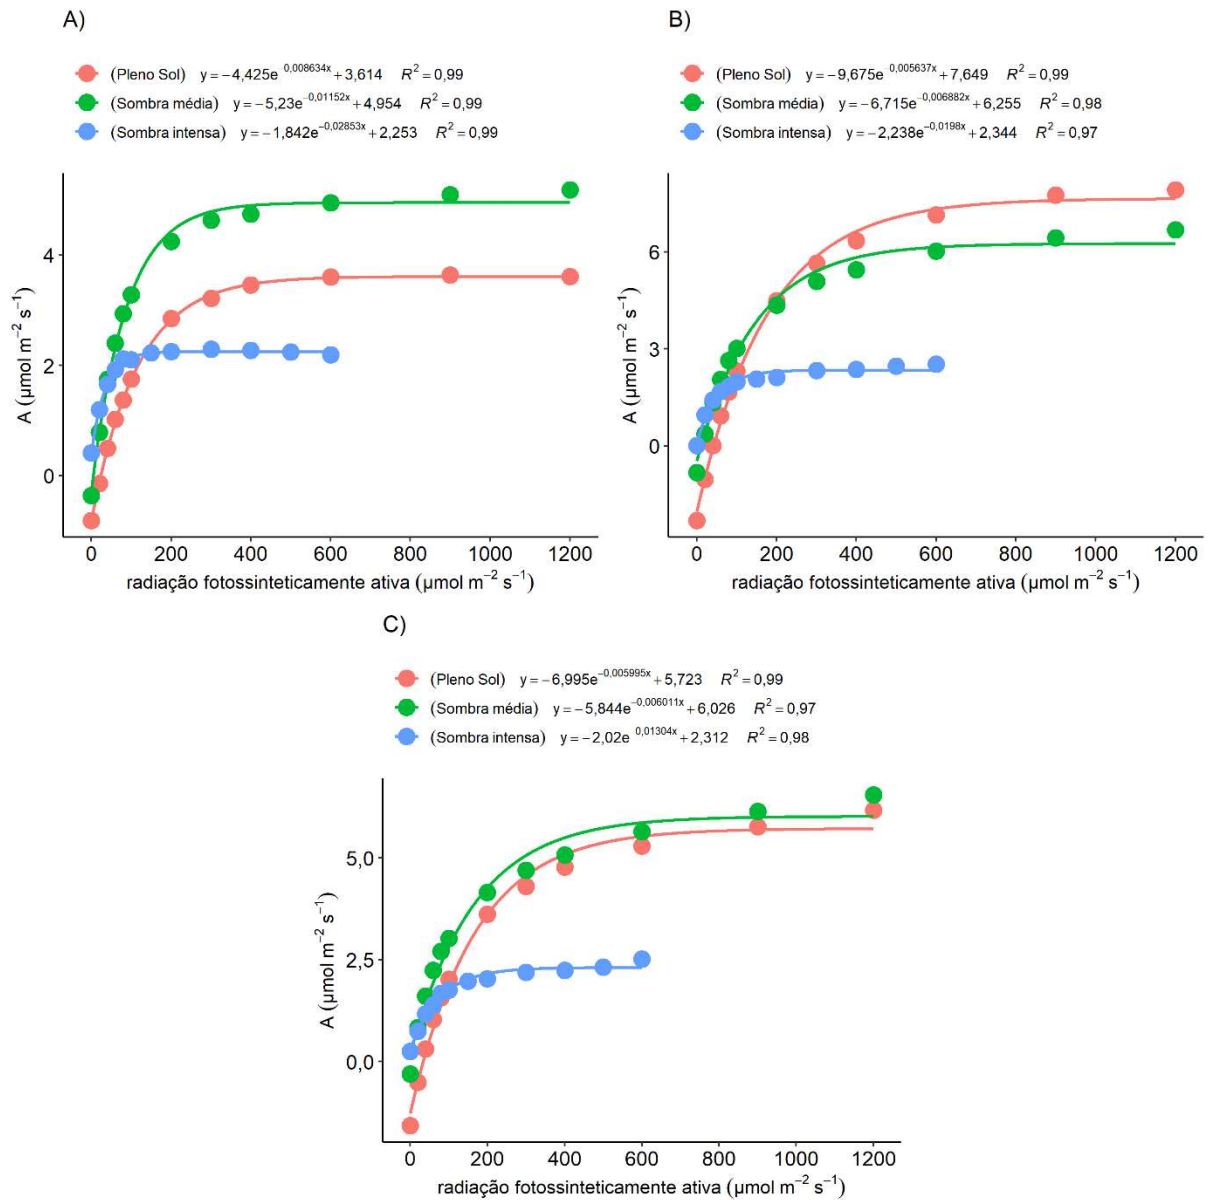 A)
(Pleno Sol) y = −4,425e^0,008634x + 3,614 R² = 0,99
(Sombra média) y = −5,23e^−0,01152x + 4,954 R² = 0,99
(Sombra intensa) y = −1,842e^−0,02853x + 2,253 R² = 0,99
A (µmol m⁻² s⁻¹)
4
2
0
0 200 400 600 800 1000 1200
radiação fotossinteticamente ativa (µmol m⁻² s⁻¹)
B)
(Pleno Sol) y = −9,675e^−0,005637x + 7,649 R² = 0,99
(Sombra média) y = −6,715e^−0,006882x + 6,255 R² = 0,98
(Sombra intensa) y = −2,238e^−0,0198x + 2,344 R² = 0,97
A (µmol m⁻² s⁻¹)
6
3
0
0 200 400 600 800 1000 1200
radiação fotossinteticamente ativa (µmol m⁻² s⁻¹)
C)
(Pleno Sol) y = −6,995e^−0,005995x + 5,723 R² = 0,99
(Sombra média) y = −5,844e^−0,006011x + 6,026 R² = 0,97
(Sombra intensa) y = −2,02e^0,01304x + 2,312 R² = 0,98
A (µmol m⁻² s⁻¹)
5,0
2,5
0,0
0 200 400 600 800 1000 1200
radiação fotossinteticamente ativa (µmol m⁻² s⁻¹)